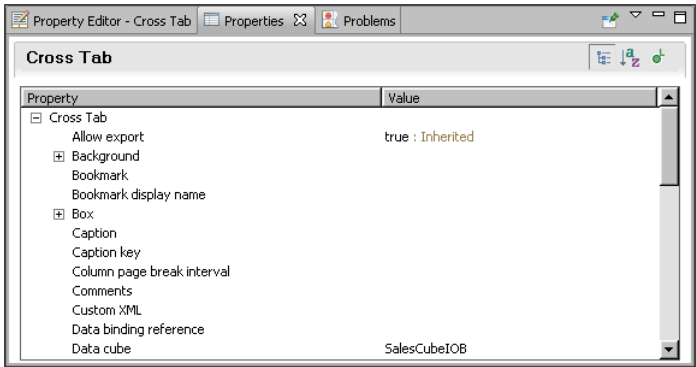 Property Editor - Cross Tab Properties Problems
Cross Tab
Property Value
Cross Tab
Allow export true : Inherited
Background
Bookmark
Bookmark display name
Box
Caption
Caption key
Column page break interval
Comments
Custom XML
Data binding reference
Data cube SalesCubeIOB